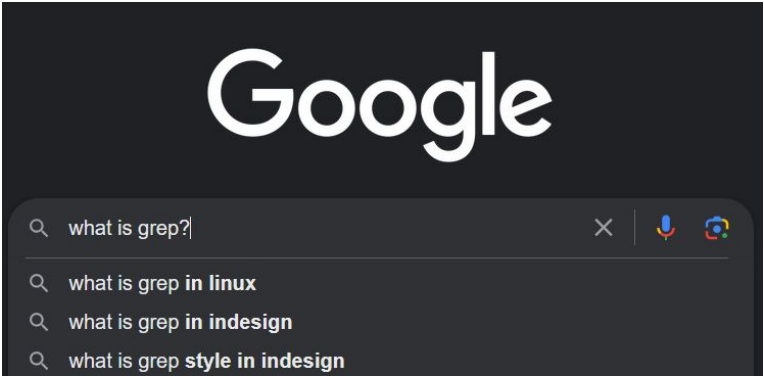 Google
what is grep?
what is grep in linux
what is grep in indesign
what is grep style in indesign